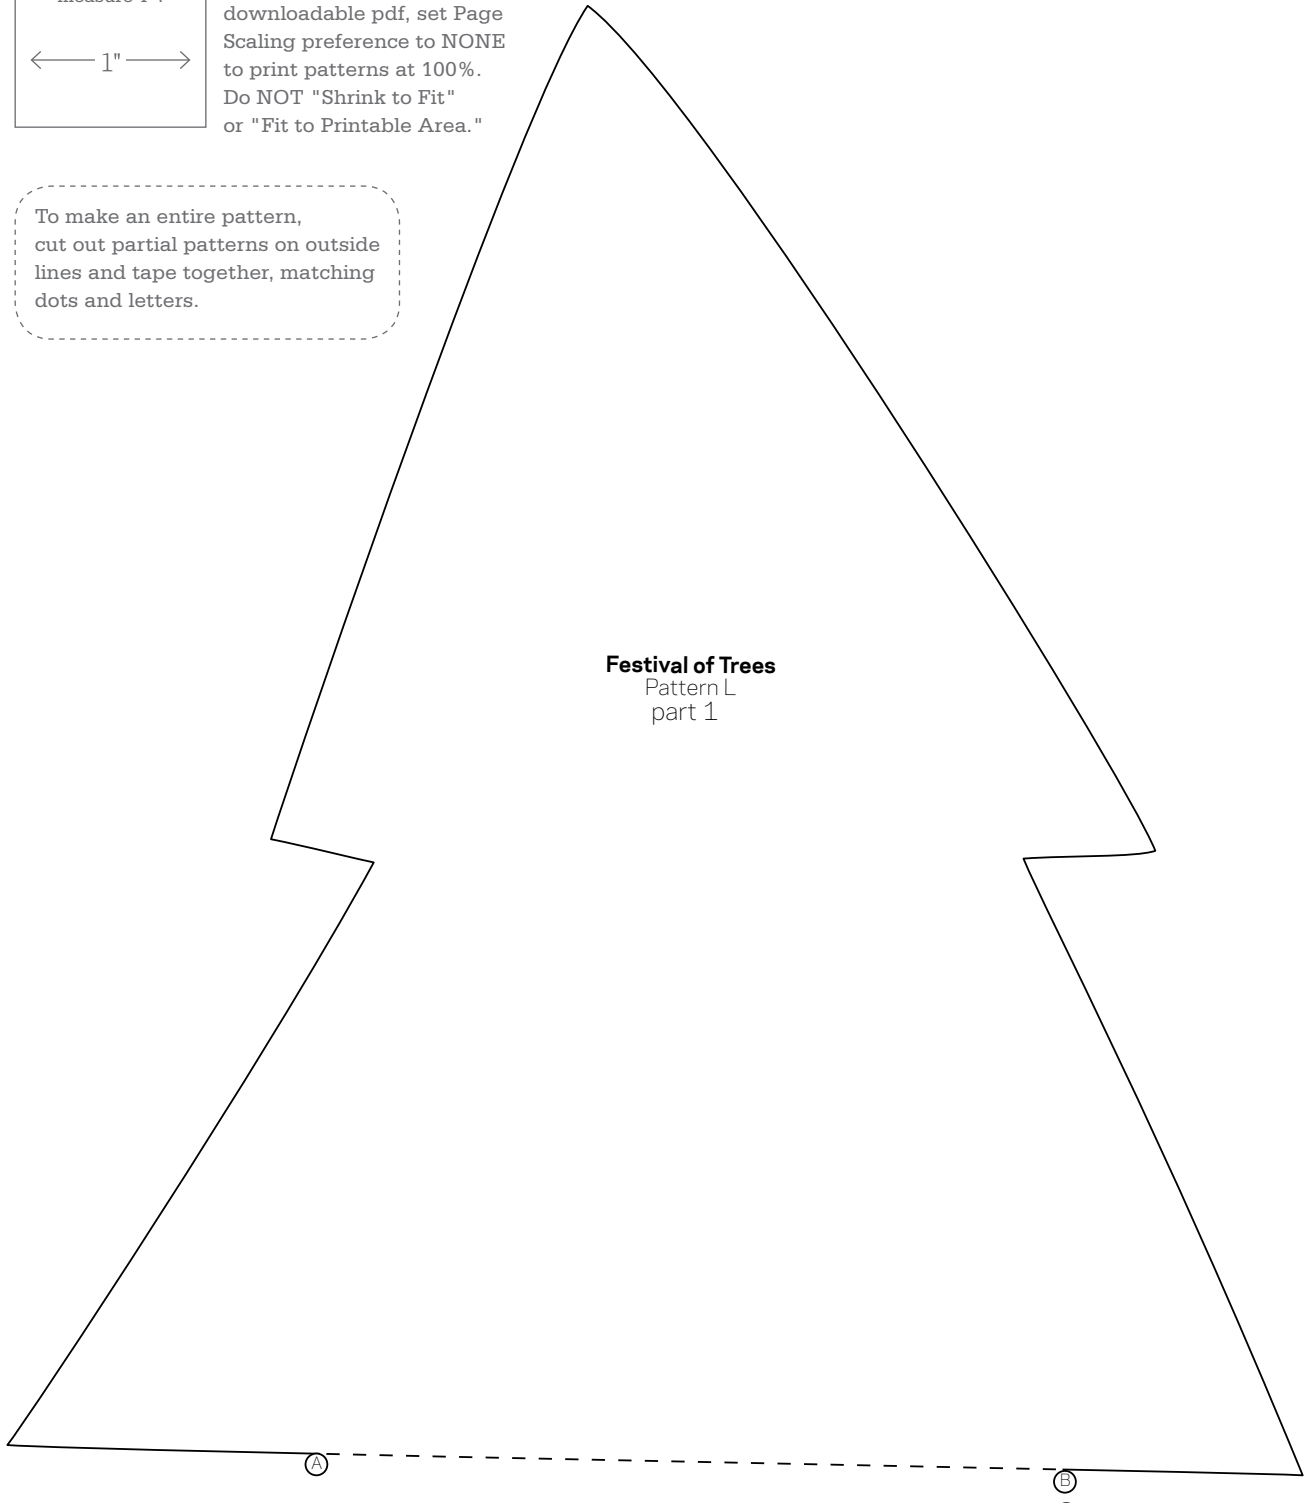 1"
downloadable pdf, set Page
Scaling preference to NONE
to print patterns at 100%.
Do NOT "Shrink to Fit"
or "Fit to Printable Area."
To make an entire pattern,
cut out partial patterns on outside
lines and tape together, matching
dots and letters.
Festival of Trees
Pattern L
part 1
A
B